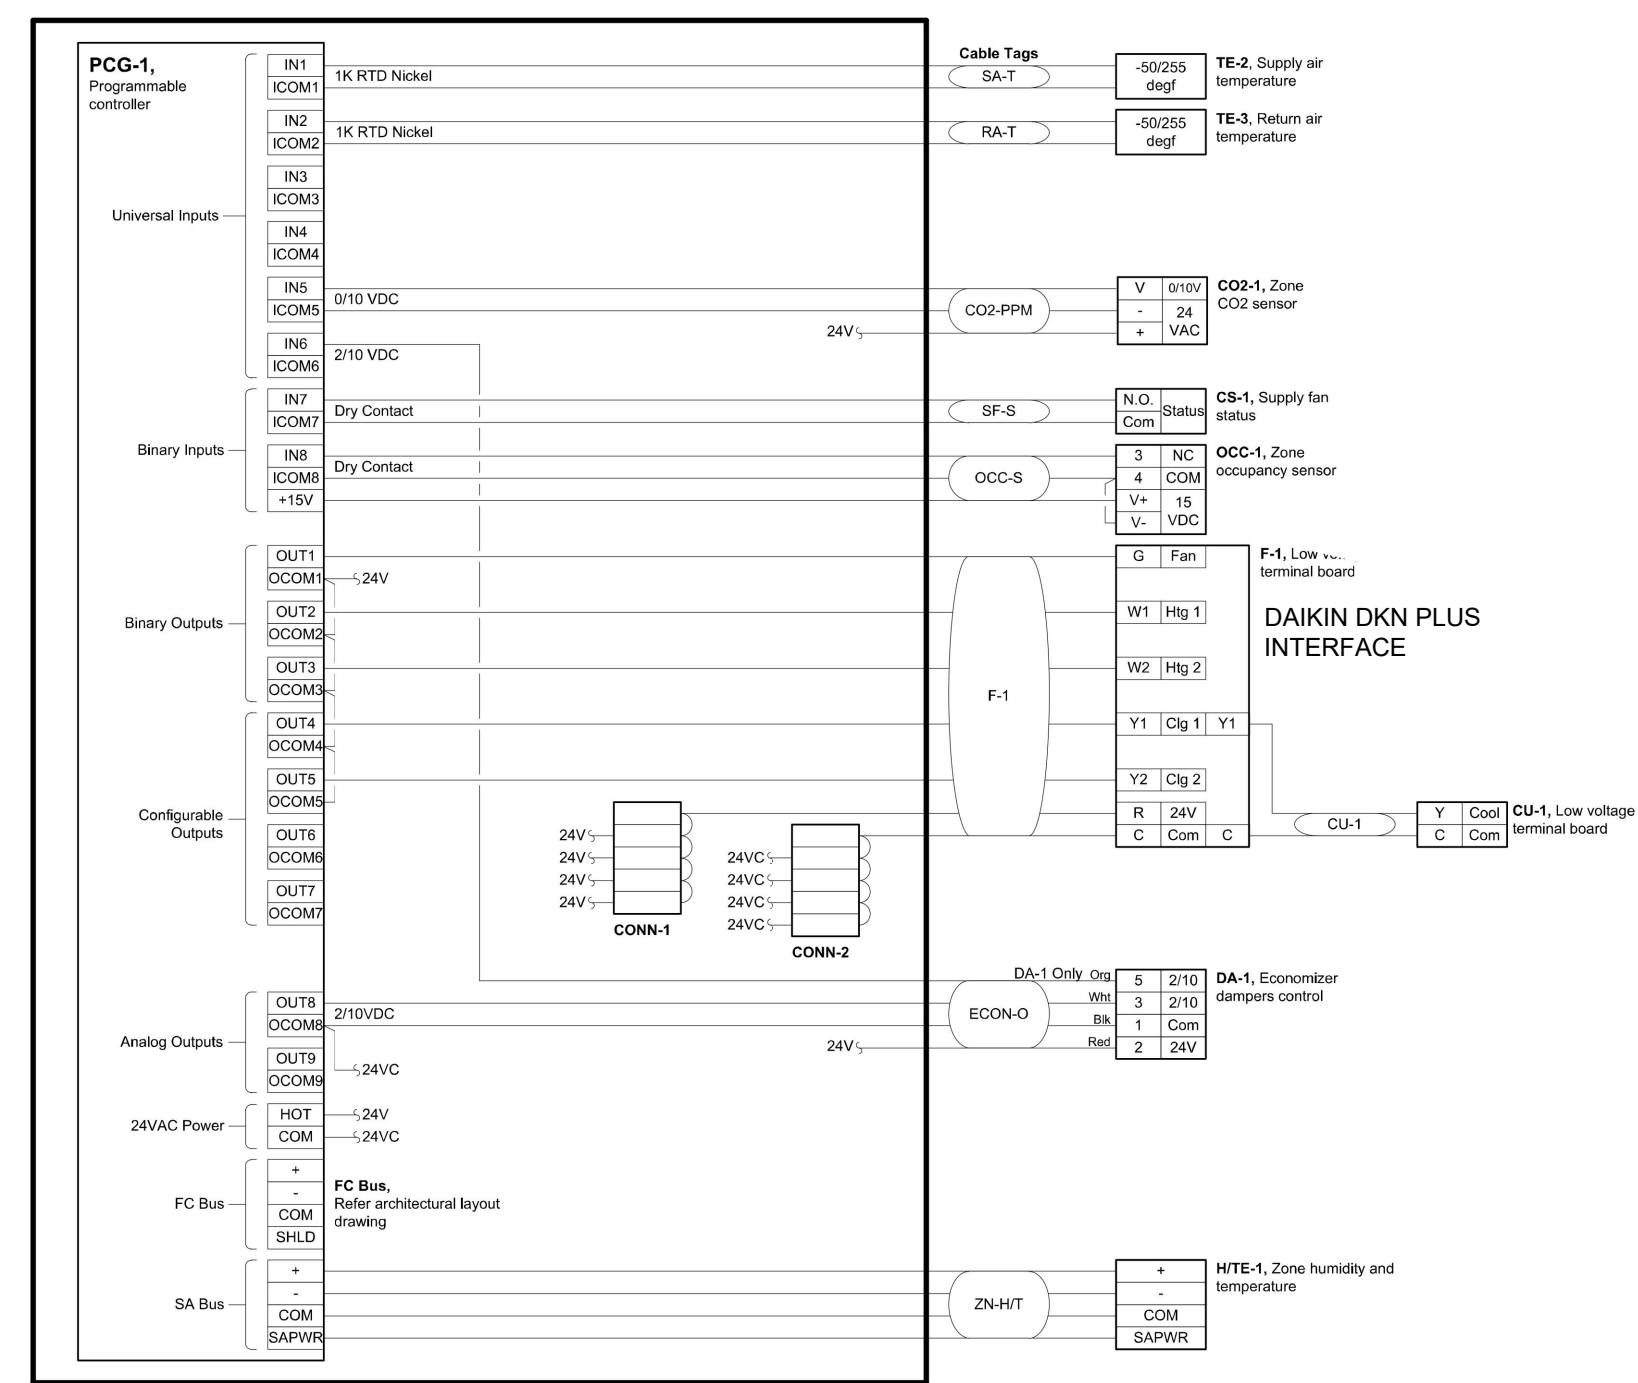 PCG-1,
Programmable
controller
Universal Inputs
IN1
ICOM1
1K RTD Nickel
IN2
ICOM2
1K RTD Nickel
IN3
ICOM3
IN4
ICOM4
IN5
ICOM5
0/10 VDC
IN6
ICOM6
2/10 VDC
Binary Inputs
IN7
ICOM7
Dry Contact
IN8
ICOM8
+15V
Dry Contact
Binary Outputs
OUT1
OCOM1
24V
OUT2
OCOM2
OUT3
OCOM3
Configurable
Outputs
OUT4
OCOM4
OUT5
OCOM5
OUT6
OCOM6
OUT7
OCOM7
24V
24V
24V
24V
CONN-1
24VC
24VC
24VC
24VC
CONN-2
Analog Outputs
OUT8
OCOM8
2/10VDC
OUT9
OCOM9
24VC
24VAC Power
HOT
COM
24V
24VC
FC Bus
+
-
COM
SHLD
FC Bus,
Refer architectural layout
drawing
SA Bus
+
-
COM
SAPWR
Cable Tags
SA-T
-50/255
degf
TE-2, Supply air
temperature
RA-T
-50/255
degf
TE-3, Return air
temperature
24V
CO2-PPM
V 0/10V
- 24
+ VAC
CO2-1, Zone
CO2 sensor
SF-S
N.O.
Com
Status
CS-1, Supply fan
status
OCC-S
3 NC
4 COM
V+ 15
V- VDC
OCC-1, Zone
occupancy sensor
F-1
G Fan
W1 Htg 1
W2 Htg 2
Y1 Clg 1 Y1
Y2 Clg 2
R 24V
C Com C
F-1, Low
terminal board
DAIKIN DKN PLUS
INTERFACE
CU-1
Y Cool
C Com
CU-1, Low voltage
terminal board
24V
ECON-O
DA-1 Only Org
Wht
Blk
Red
5 2/10
3 2/10
1 Com
2 24V
DA-1, Economizer
dampers control
ZN-H/T
+
-
COM
SAPWR
H/TE-1, Zone humidity and
temperature